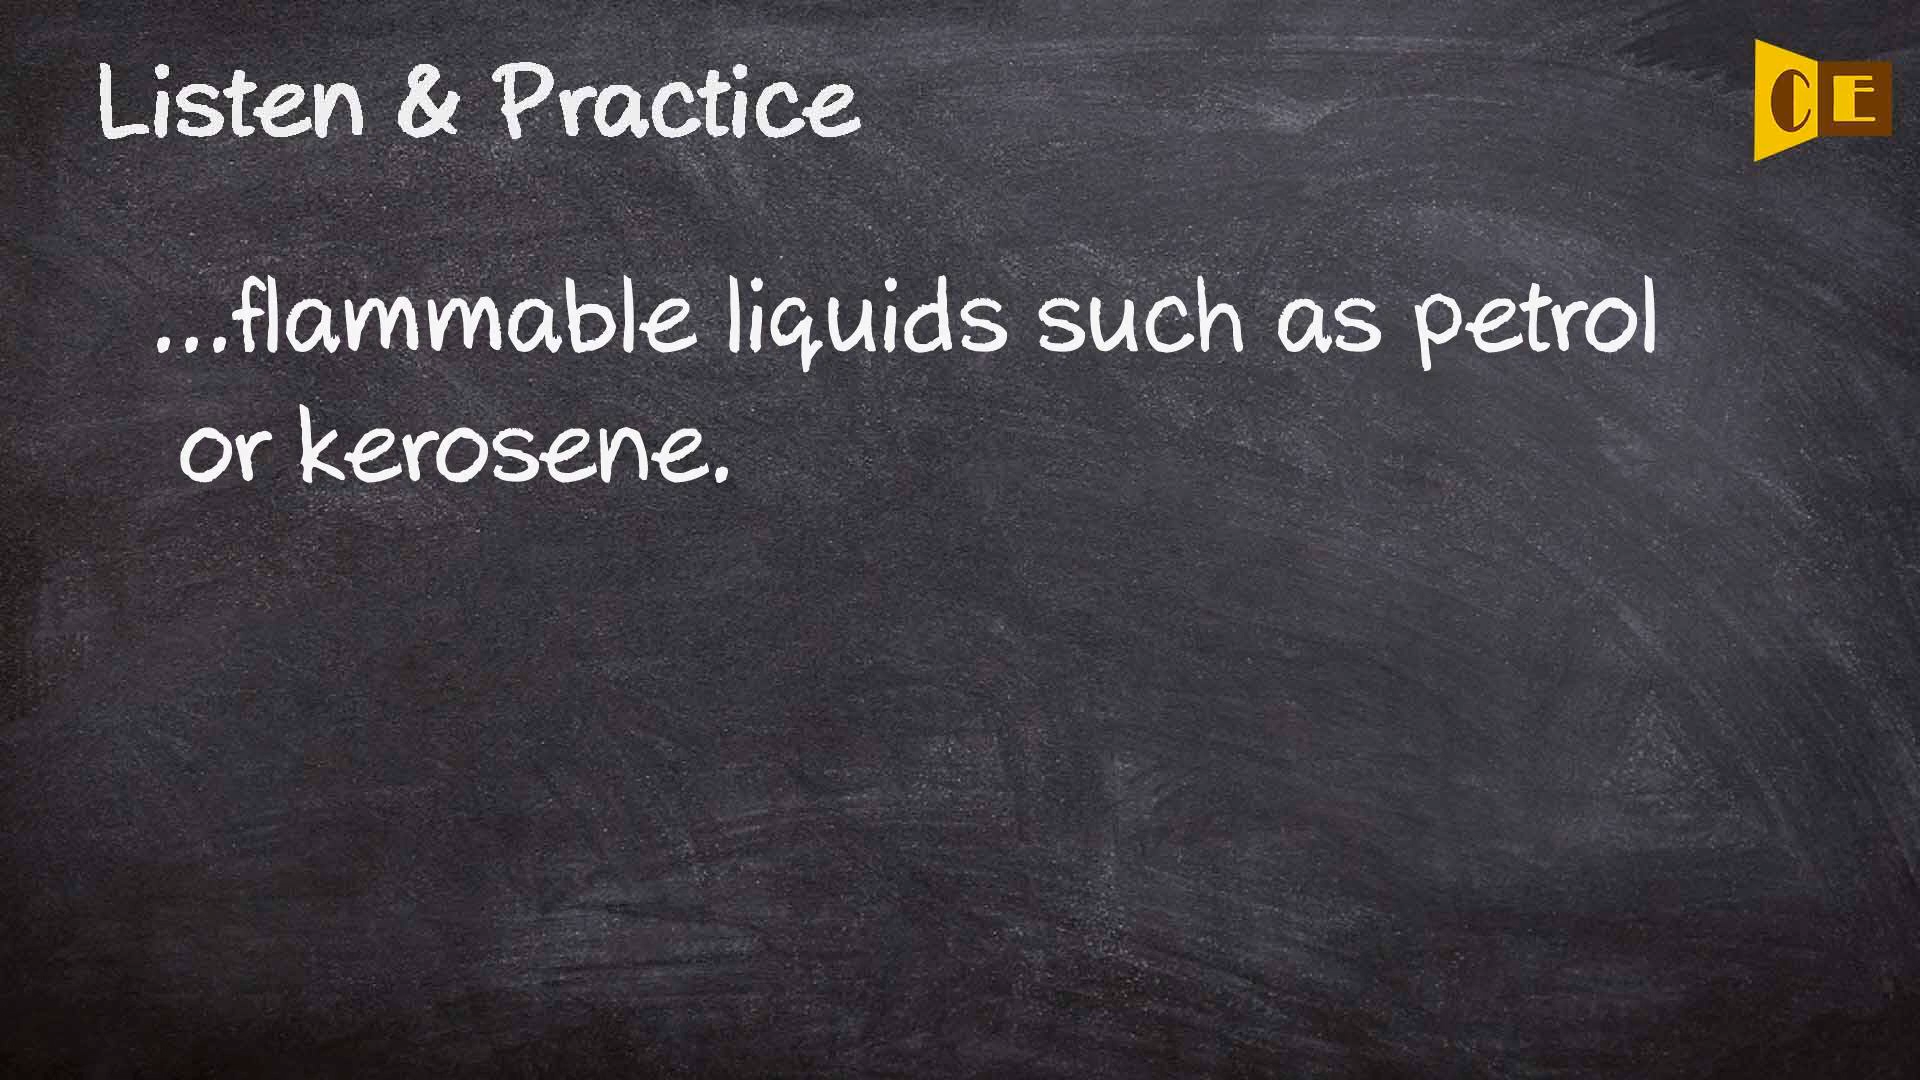 Listen & Practice
CE
...flammable liquids such as petrol
or kerosene.